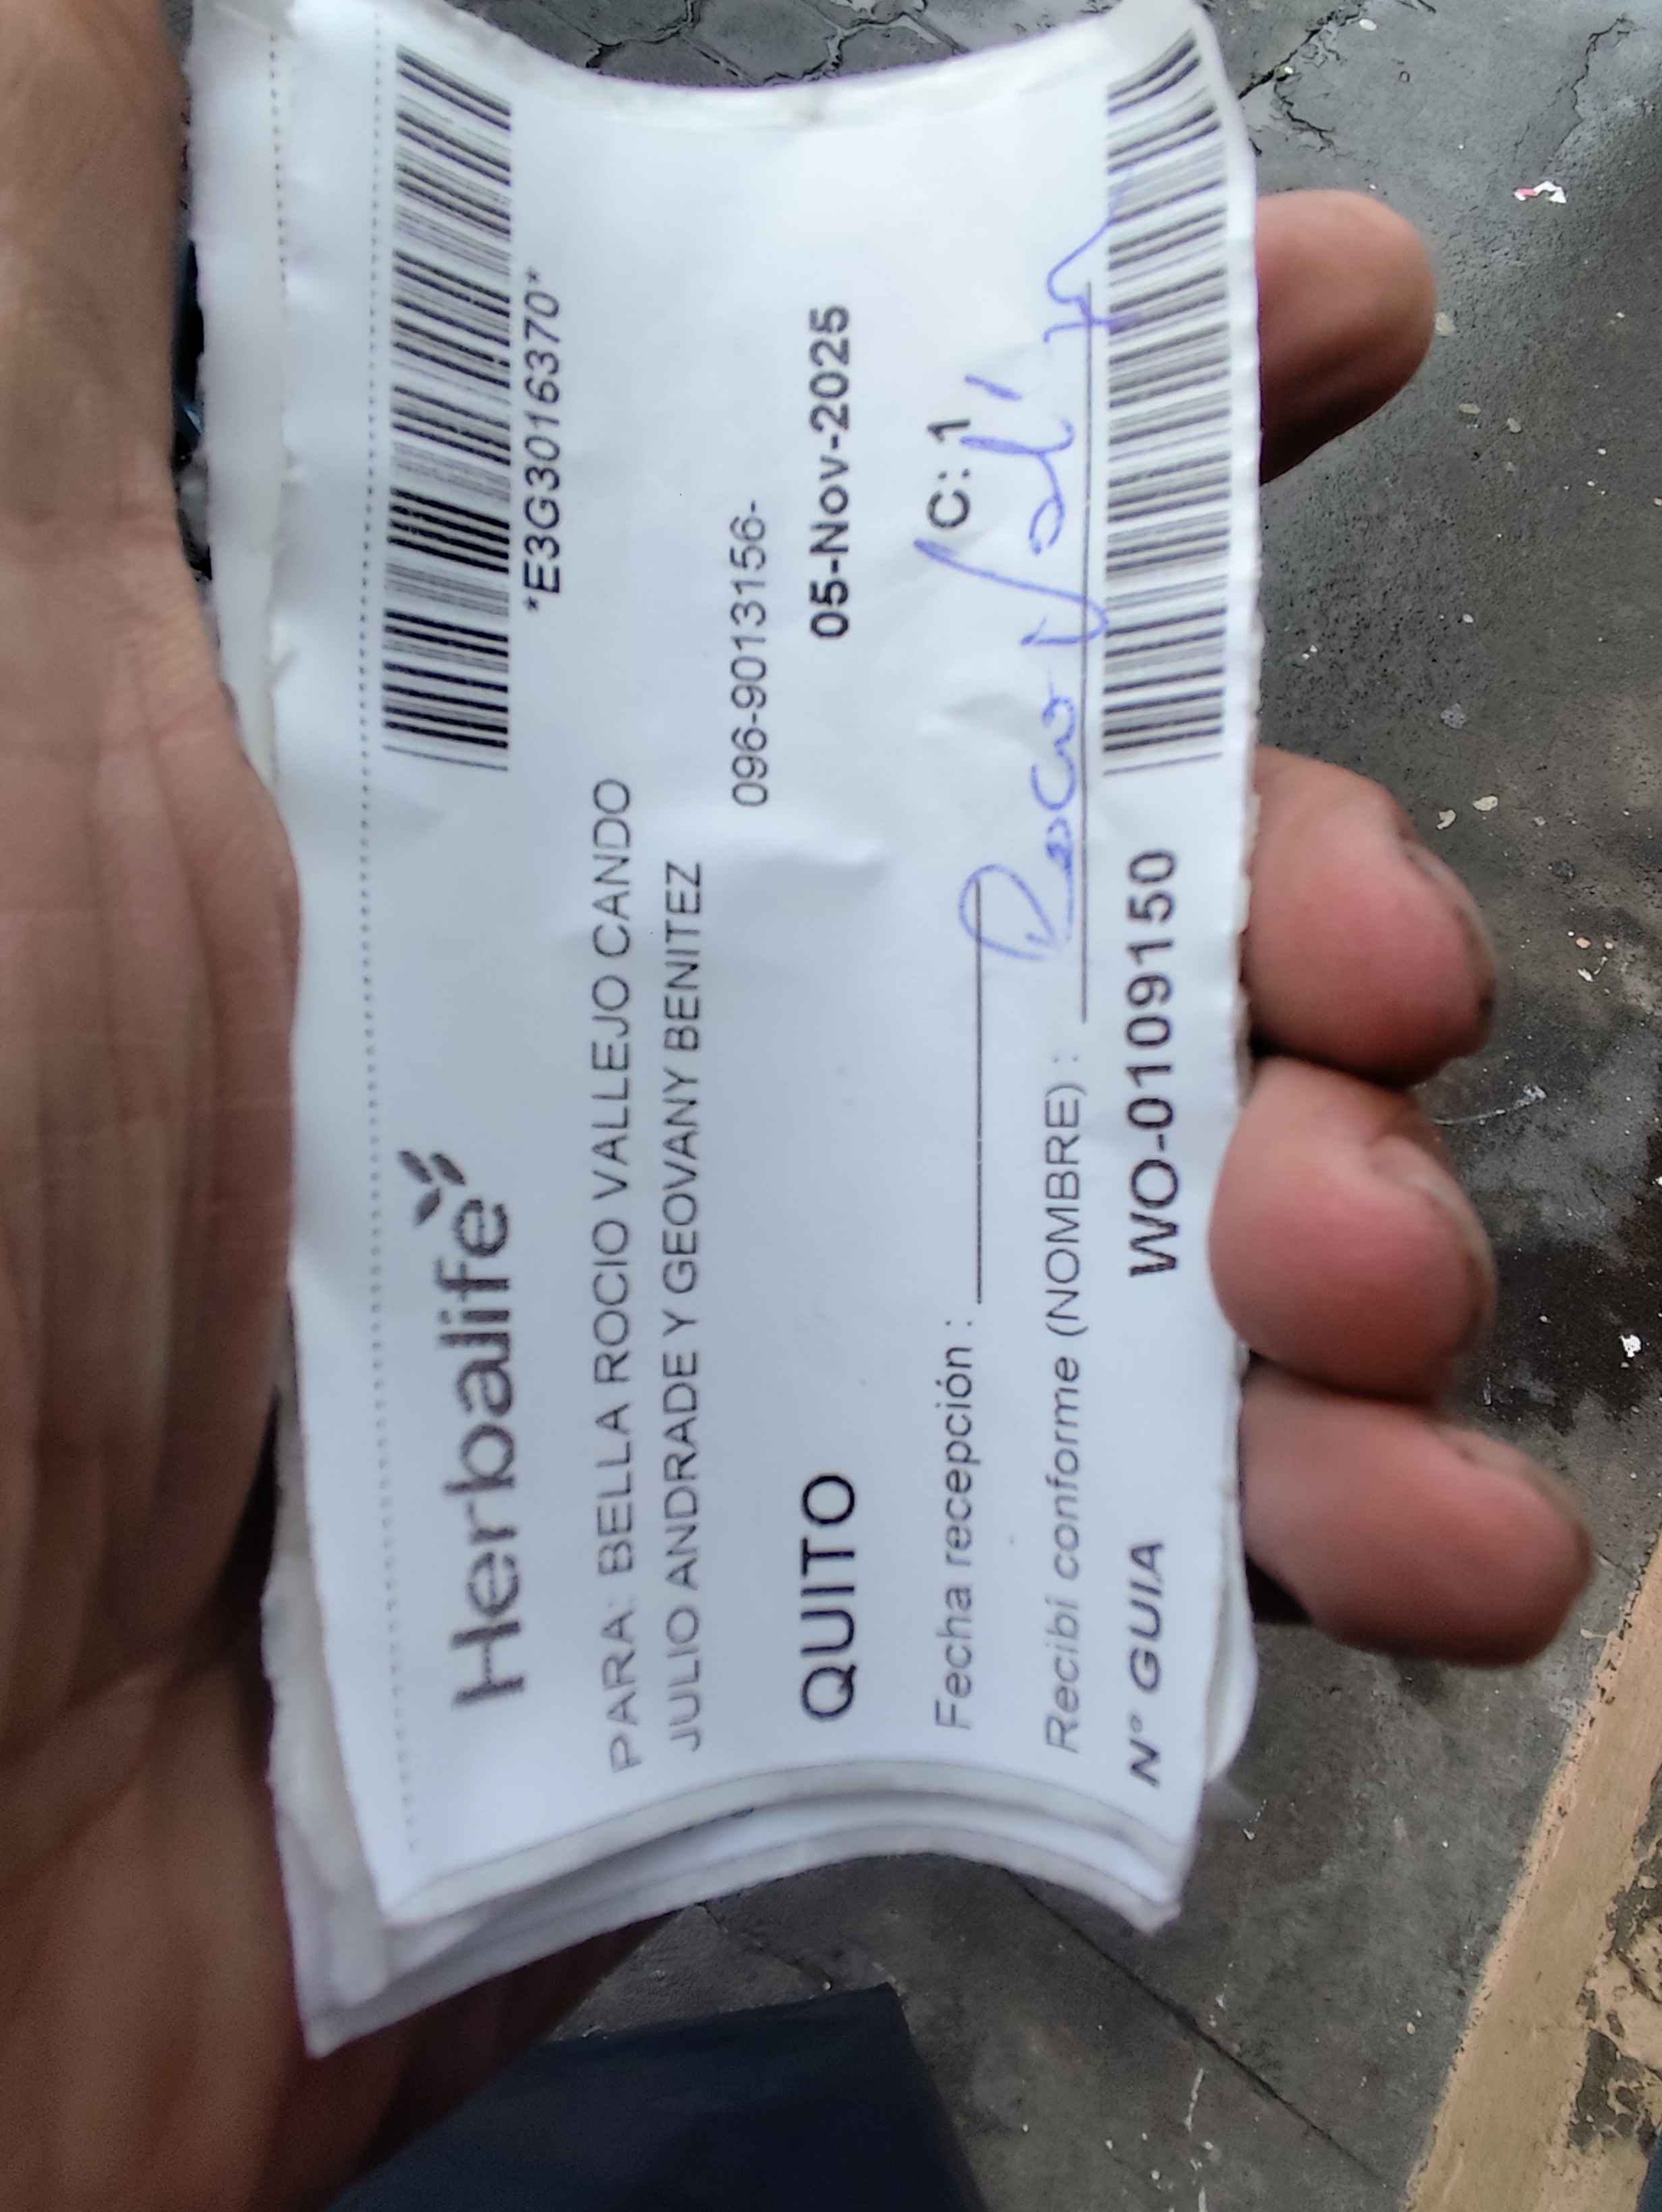 Herbalife
*E3G3016370*
PARA: BELLA ROCIO VALLEJO CANDO
JULIO ANDRADE Y GEOVANY BENITEZ
096-9013156-
QUITO 05-Nov-2025
Fecha recepción : C: 1
Recibí conforme (NOMBRE) : Rocio
N° GUIA WO-0109150